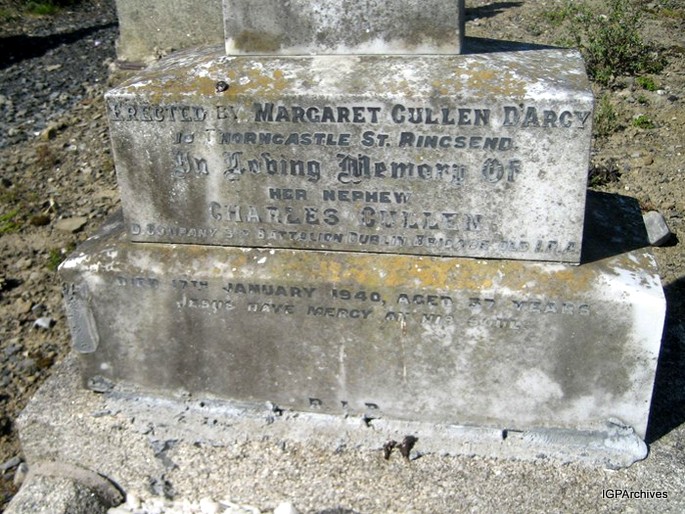 ERECTED BY MARGARET CULLEN D'ARCY
THORNCASTLE ST. RINGSEND.
In Loving Memory Of
HER NEPHEW
CHARLES CULLEN
D. COMPANY 3RD BATTALION DUBLIN BRIGADE OLD I.R.A.
DIED 17TH JANUARY 1940, AGED 37 YEARS
JESUS HAVE MERCY ON HIS SOUL
R.I.P.
IGPArchives